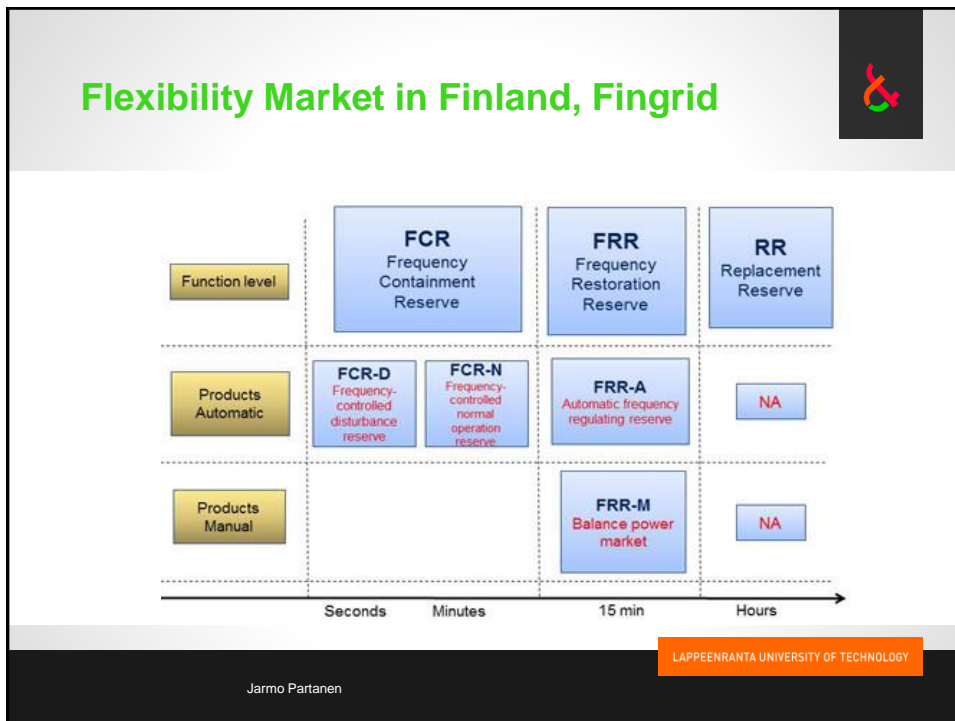 Flexibility Market in Finland, Fingrid
Function level
FCR
Frequency
Containment
Reserve
FRR
Frequency
Restoration
Reserve
RR
Replacement
Reserve
Products
Automatic
FCR-D
Frequency-
controlled
disturbance
reserve
FCR-N
Frequency-
controlled
normal
operation
reserve
FRR-A
Automatic frequency
regulating reserve
NA
Products
Manual
FRR-M
Balance power
market
NA
Seconds
Minutes
15 min
Hours
LAPPEENRANTA UNIVERSITY OF TECHNOLOGY
Jarmo Partanen